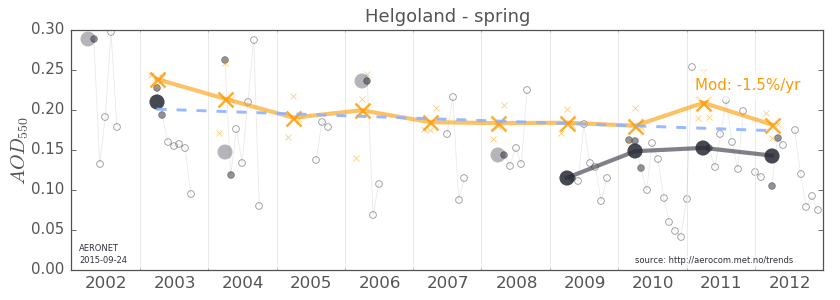 Helgoland - spring
0.30
0.25
0.20
0.15
0.10
0.05
0.00
AOD550
Mod: -1.5%/yr
AERONET
2015-09-24
source: http://aerocom.met.no/trends
2002 2003 2004 2005 2006 2007 2008 2009 2010 2011 2012